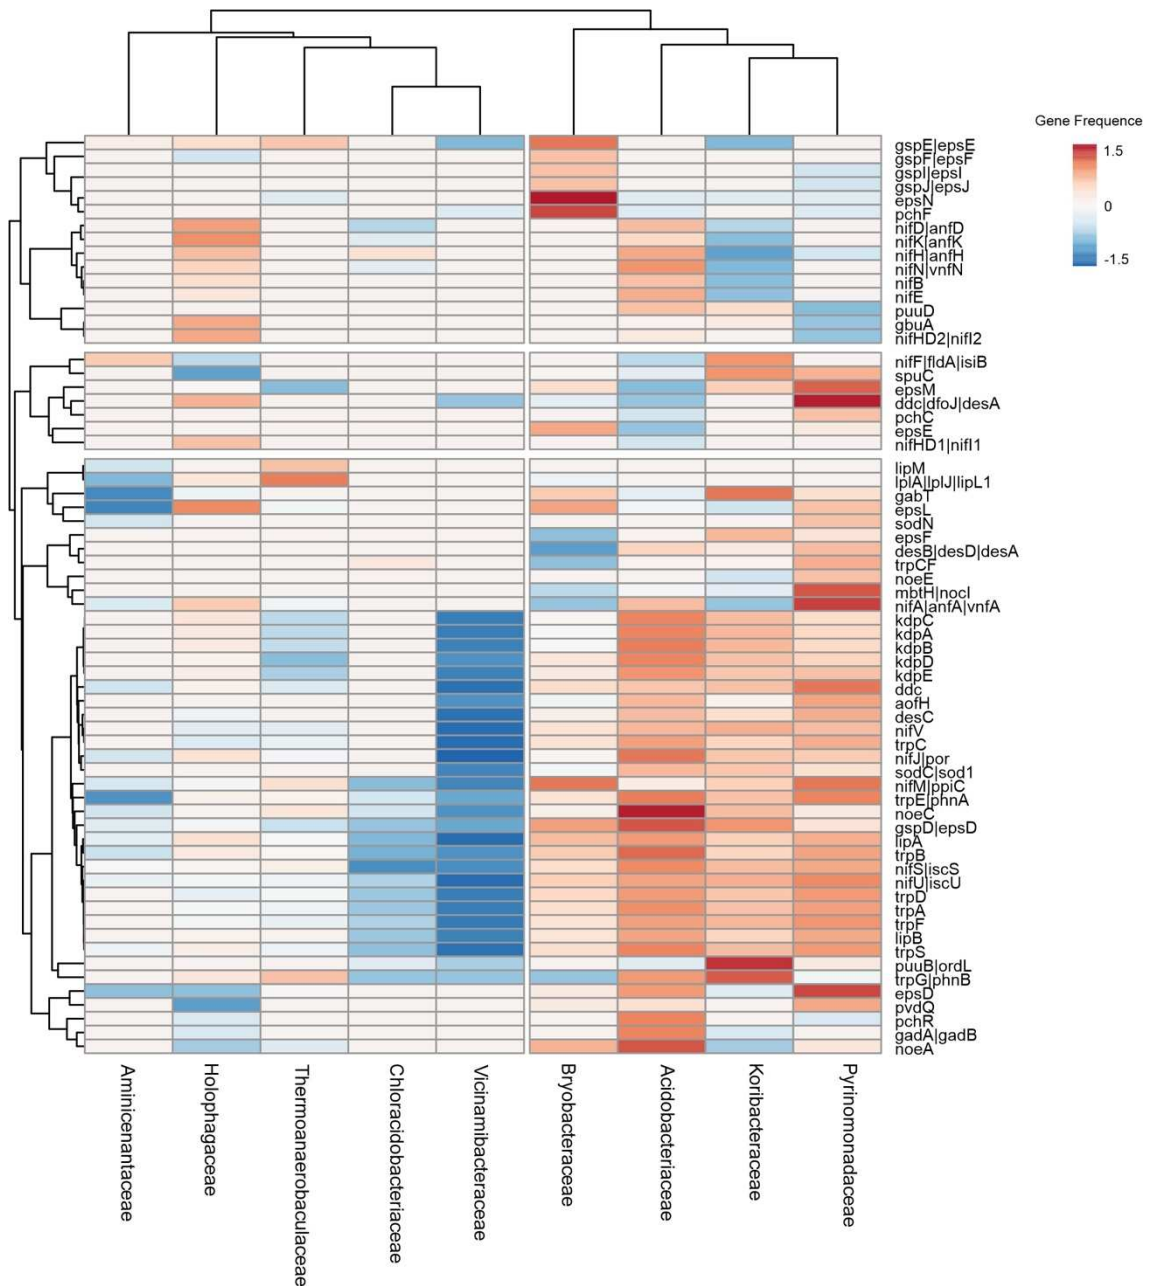 Gene Frequence
1.5
0
-1.5
gspE|epsE
gspF|epsF
gspI|epsI
gspJ|epsJ
epsN
pchF
nifD|anfD
nifK|anfK
nifH|anfH
nifN|vnfN
nifB
nifE
puuD
gbuA
nifHD2|nifI2
nifF|fldA|isiB
spuC
epsM
ddc|dfoJ|desA
pchC
epsE
nifHD1|nifI1
lipM
lplA|lplJ|lipL1
gabT
epsL
sodN
epsF
desB|desD|desA
trpCF
noeE
mbtH|nocI
nifA|anfA|vnfA
kdpC
kdpA
kdpB
kdpD
kdpE
ddc
aofH
desC
nifV
trpC
nifJ|por
sodC|sod1
nifM|ppiC
trpE|phnA
noeC
gspD|epsD
lipA
trpB
nifS|iscS
nifU|iscU
trpD
trpA
trpF
lipB
trpS
puuB|ordL
trpG|phnB
epsD
pvdQ
pchR
gadA|gadB
noeA
Aminicenantaceae
Holophagaceae
Thermoanaerobaculaceae
Chloracidobacteriaceae
Vicinamibacteraceae
Bryobacteraceae
Acidobacteriaceae
Koribacteraceae
Pyrinomonadaceae